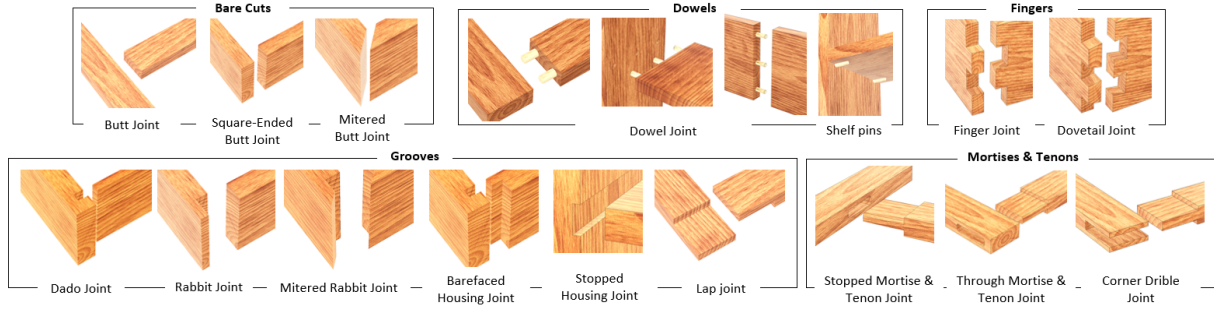 Bare Cuts
Dowels
Fingers
Butt Joint
Square-Ended
Butt Joint
Mitered
Butt Joint
Dowel Joint
Shelf pins
Finger Joint
Dovetail Joint
Grooves
Mortises & Tenons
Dado Joint
Rabbit Joint
Mitered Rabbit Joint
Barefaced
Housing Joint
Stopped
Housing Joint
Lap joint
Stopped Mortise &
Tenon Joint
Through Mortise &
Tenon Joint
Corner Drible
Joint